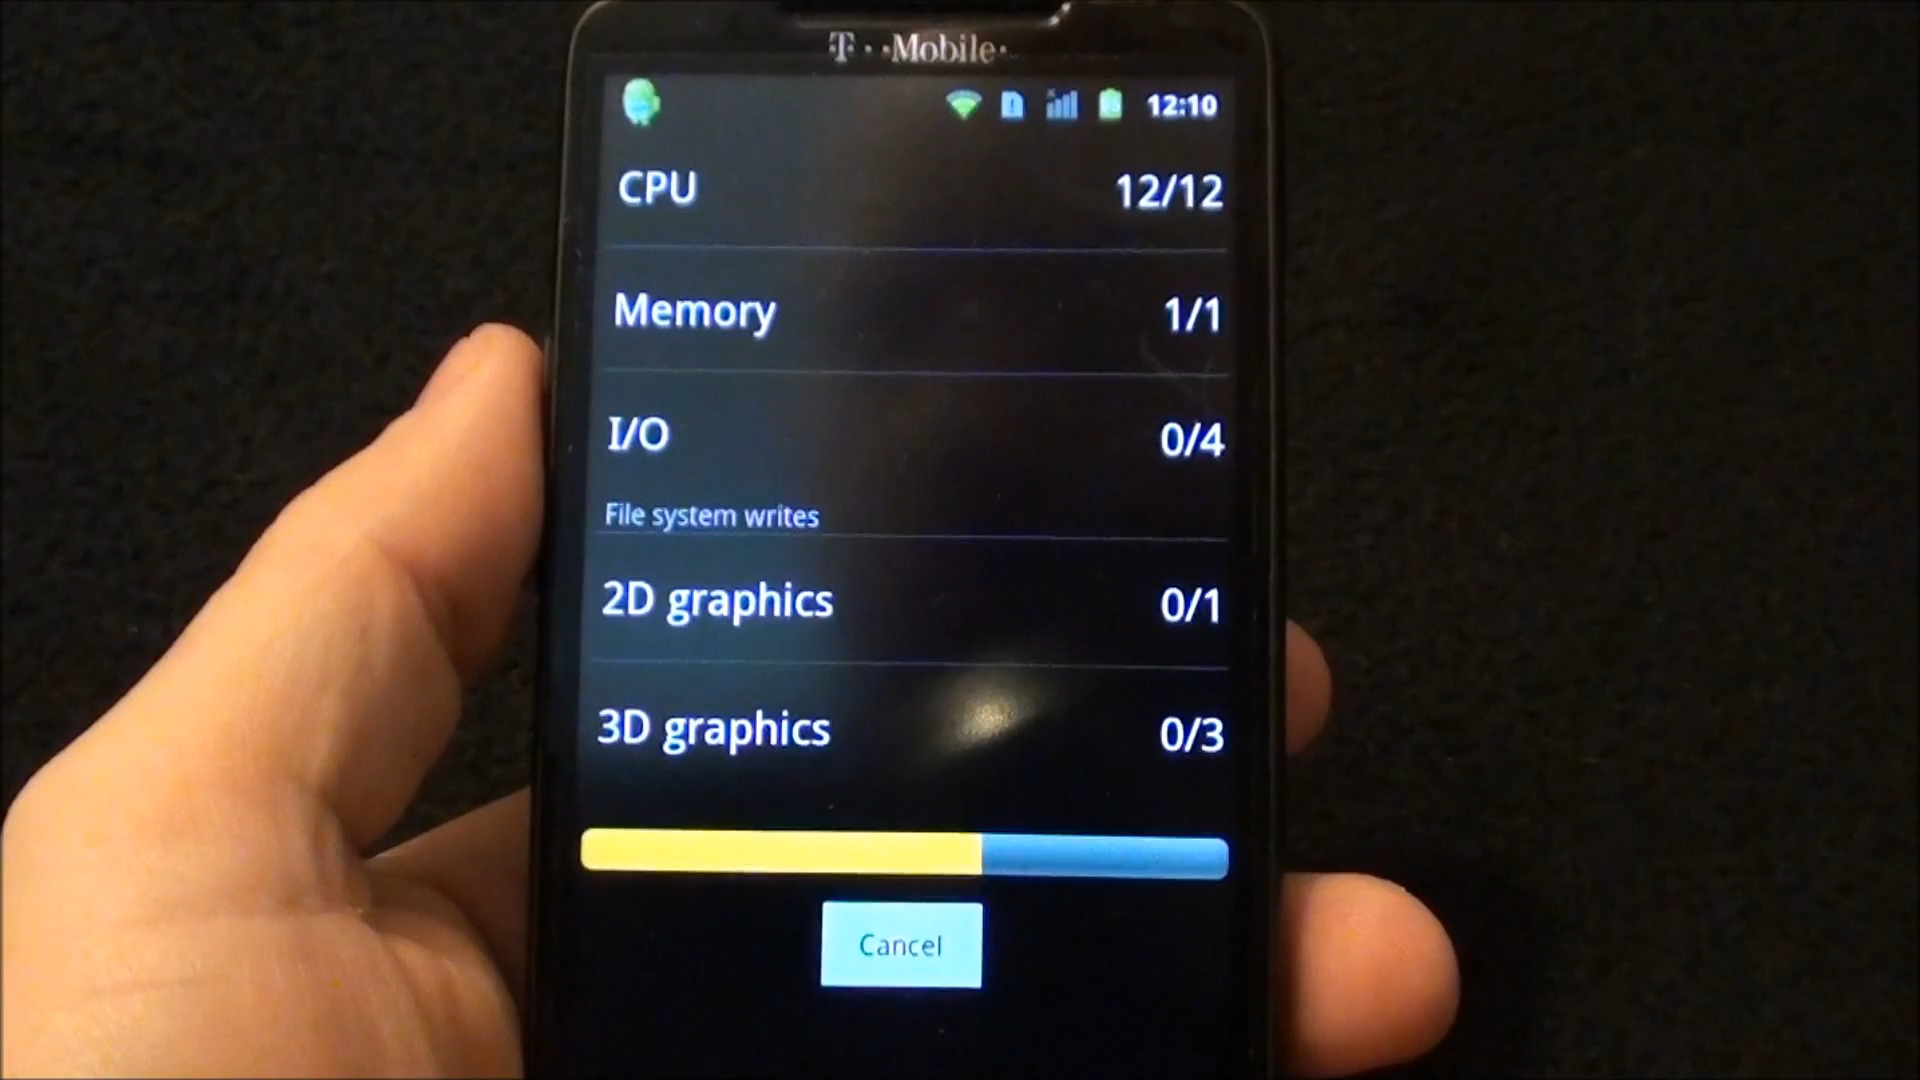 T··Mobile·
12:10
CPU 12/12
Memory 1/1
I/O 0/4
File system writes
2D graphics 0/1
3D graphics 0/3
Cancel